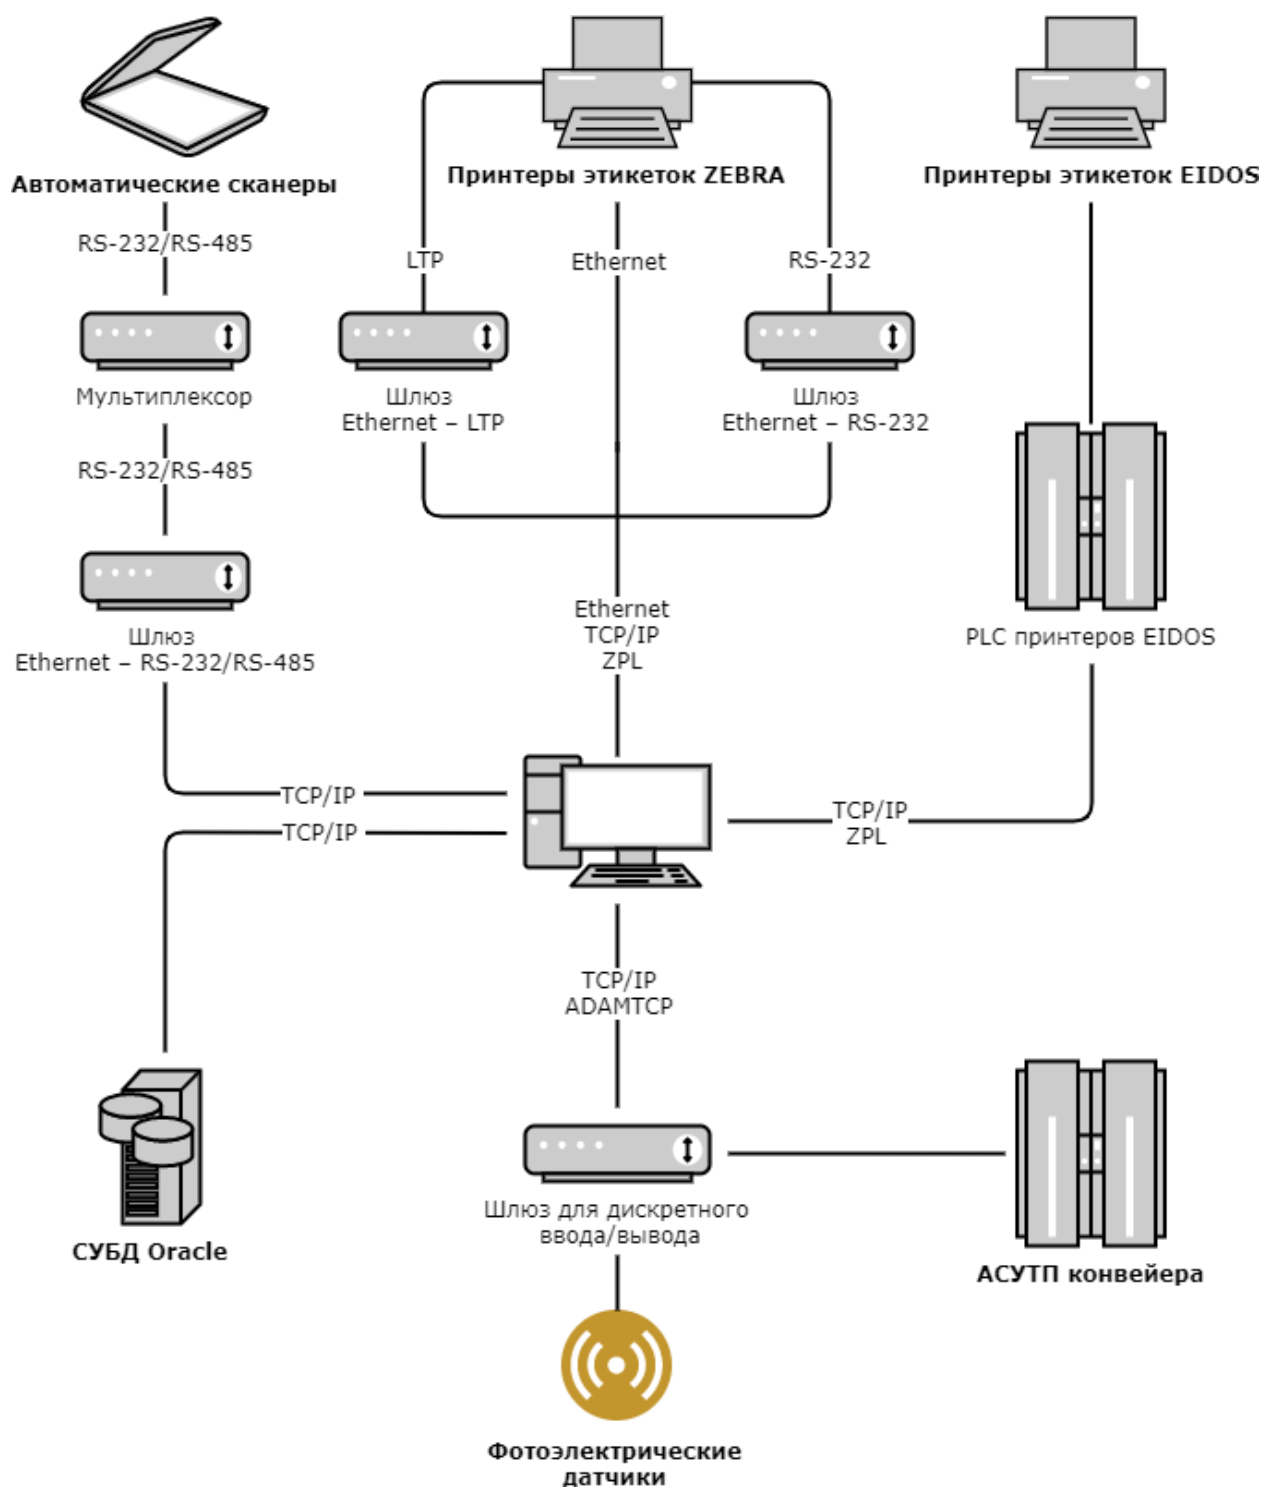 Автоматические сканеры
Принтеры этикеток ZEBRA
Принтеры этикеток EIDOS
RS-232/RS-485
LTP
Ethernet
RS-232
Мультиплексор
Шлюз
Ethernet – LTP
Шлюз
Ethernet – RS-232
RS-232/RS-485
Шлюз
Ethernet – RS-232/RS-485
Ethernet
TCP/IP
ZPL
PLC принтеров EIDOS
TCP/IP
TCP/IP
TCP/IP
ZPL
TCP/IP
ADAMTCP
СУБД Oracle
Шлюз для дискретного
ввода/вывода
АСУТП конвейера
Фотоэлектрические
датчики